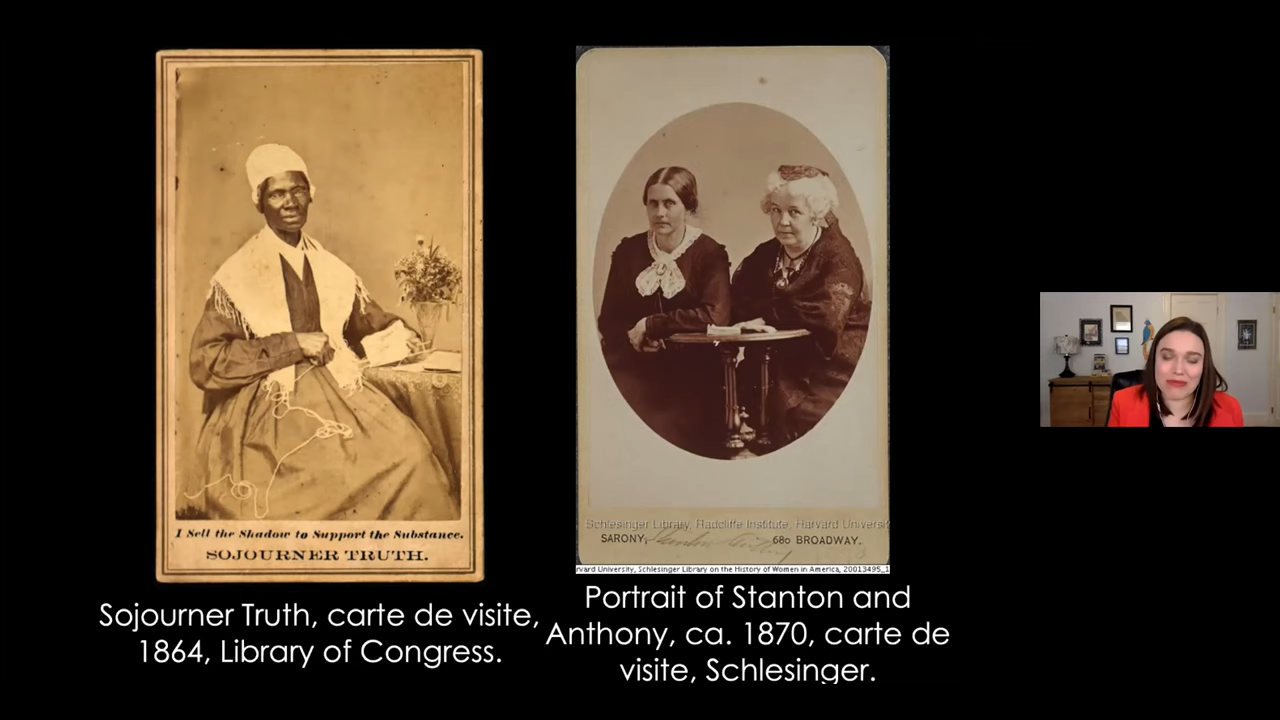 I Sell the Shadow to Support the Substance.
SOJOURNER TRUTH.
Sojourner Truth, carte de visite,
1864, Library of Congress.
Schlesinger Library, Radcliffe Institute, Harvard Universi
SARONY, 680 BROADWAY.
rvard University, Schlesinger Library on the History of Women in America, 20013495_1
Portrait of Stanton and
Anthony, ca. 1870, carte de
visite, Schlesinger.